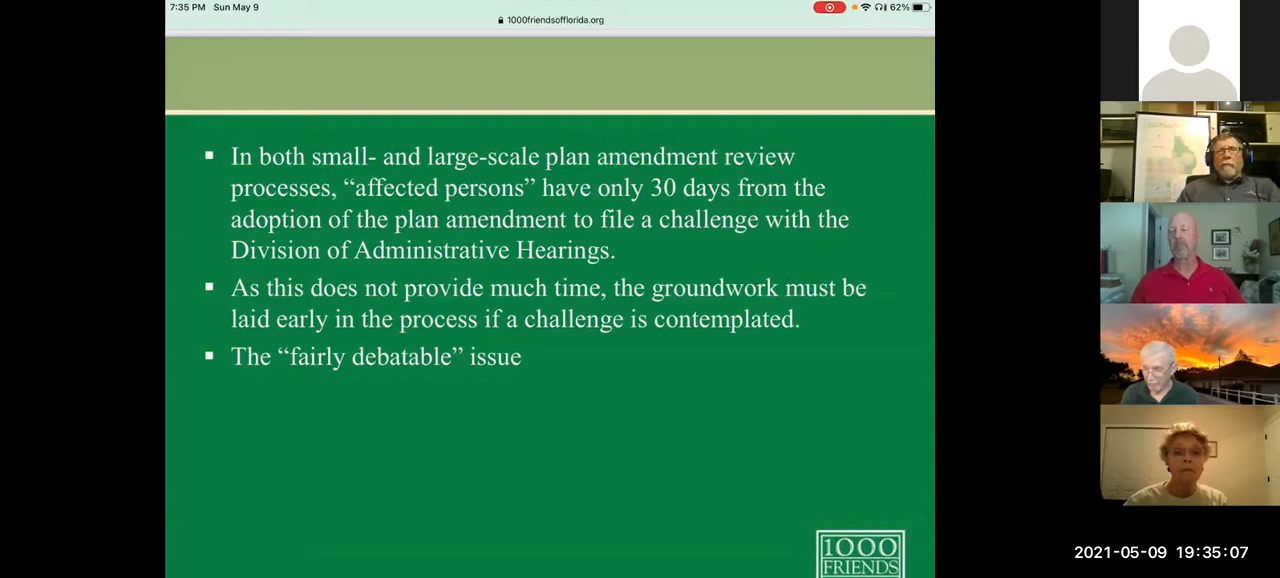 7:35 PM Sun May 9
62%
1000friendsofflorida.org
▪ In both small- and large-scale plan amendment review
processes, “affected persons” have only 30 days from the
adoption of the plan amendment to file a challenge with the
Division of Administrative Hearings.
▪ As this does not provide much time, the groundwork must be
laid early in the process if a challenge is contemplated.
▪ The “fairly debatable” issue
1000
FRIENDS
2021-05-09 19:35:07